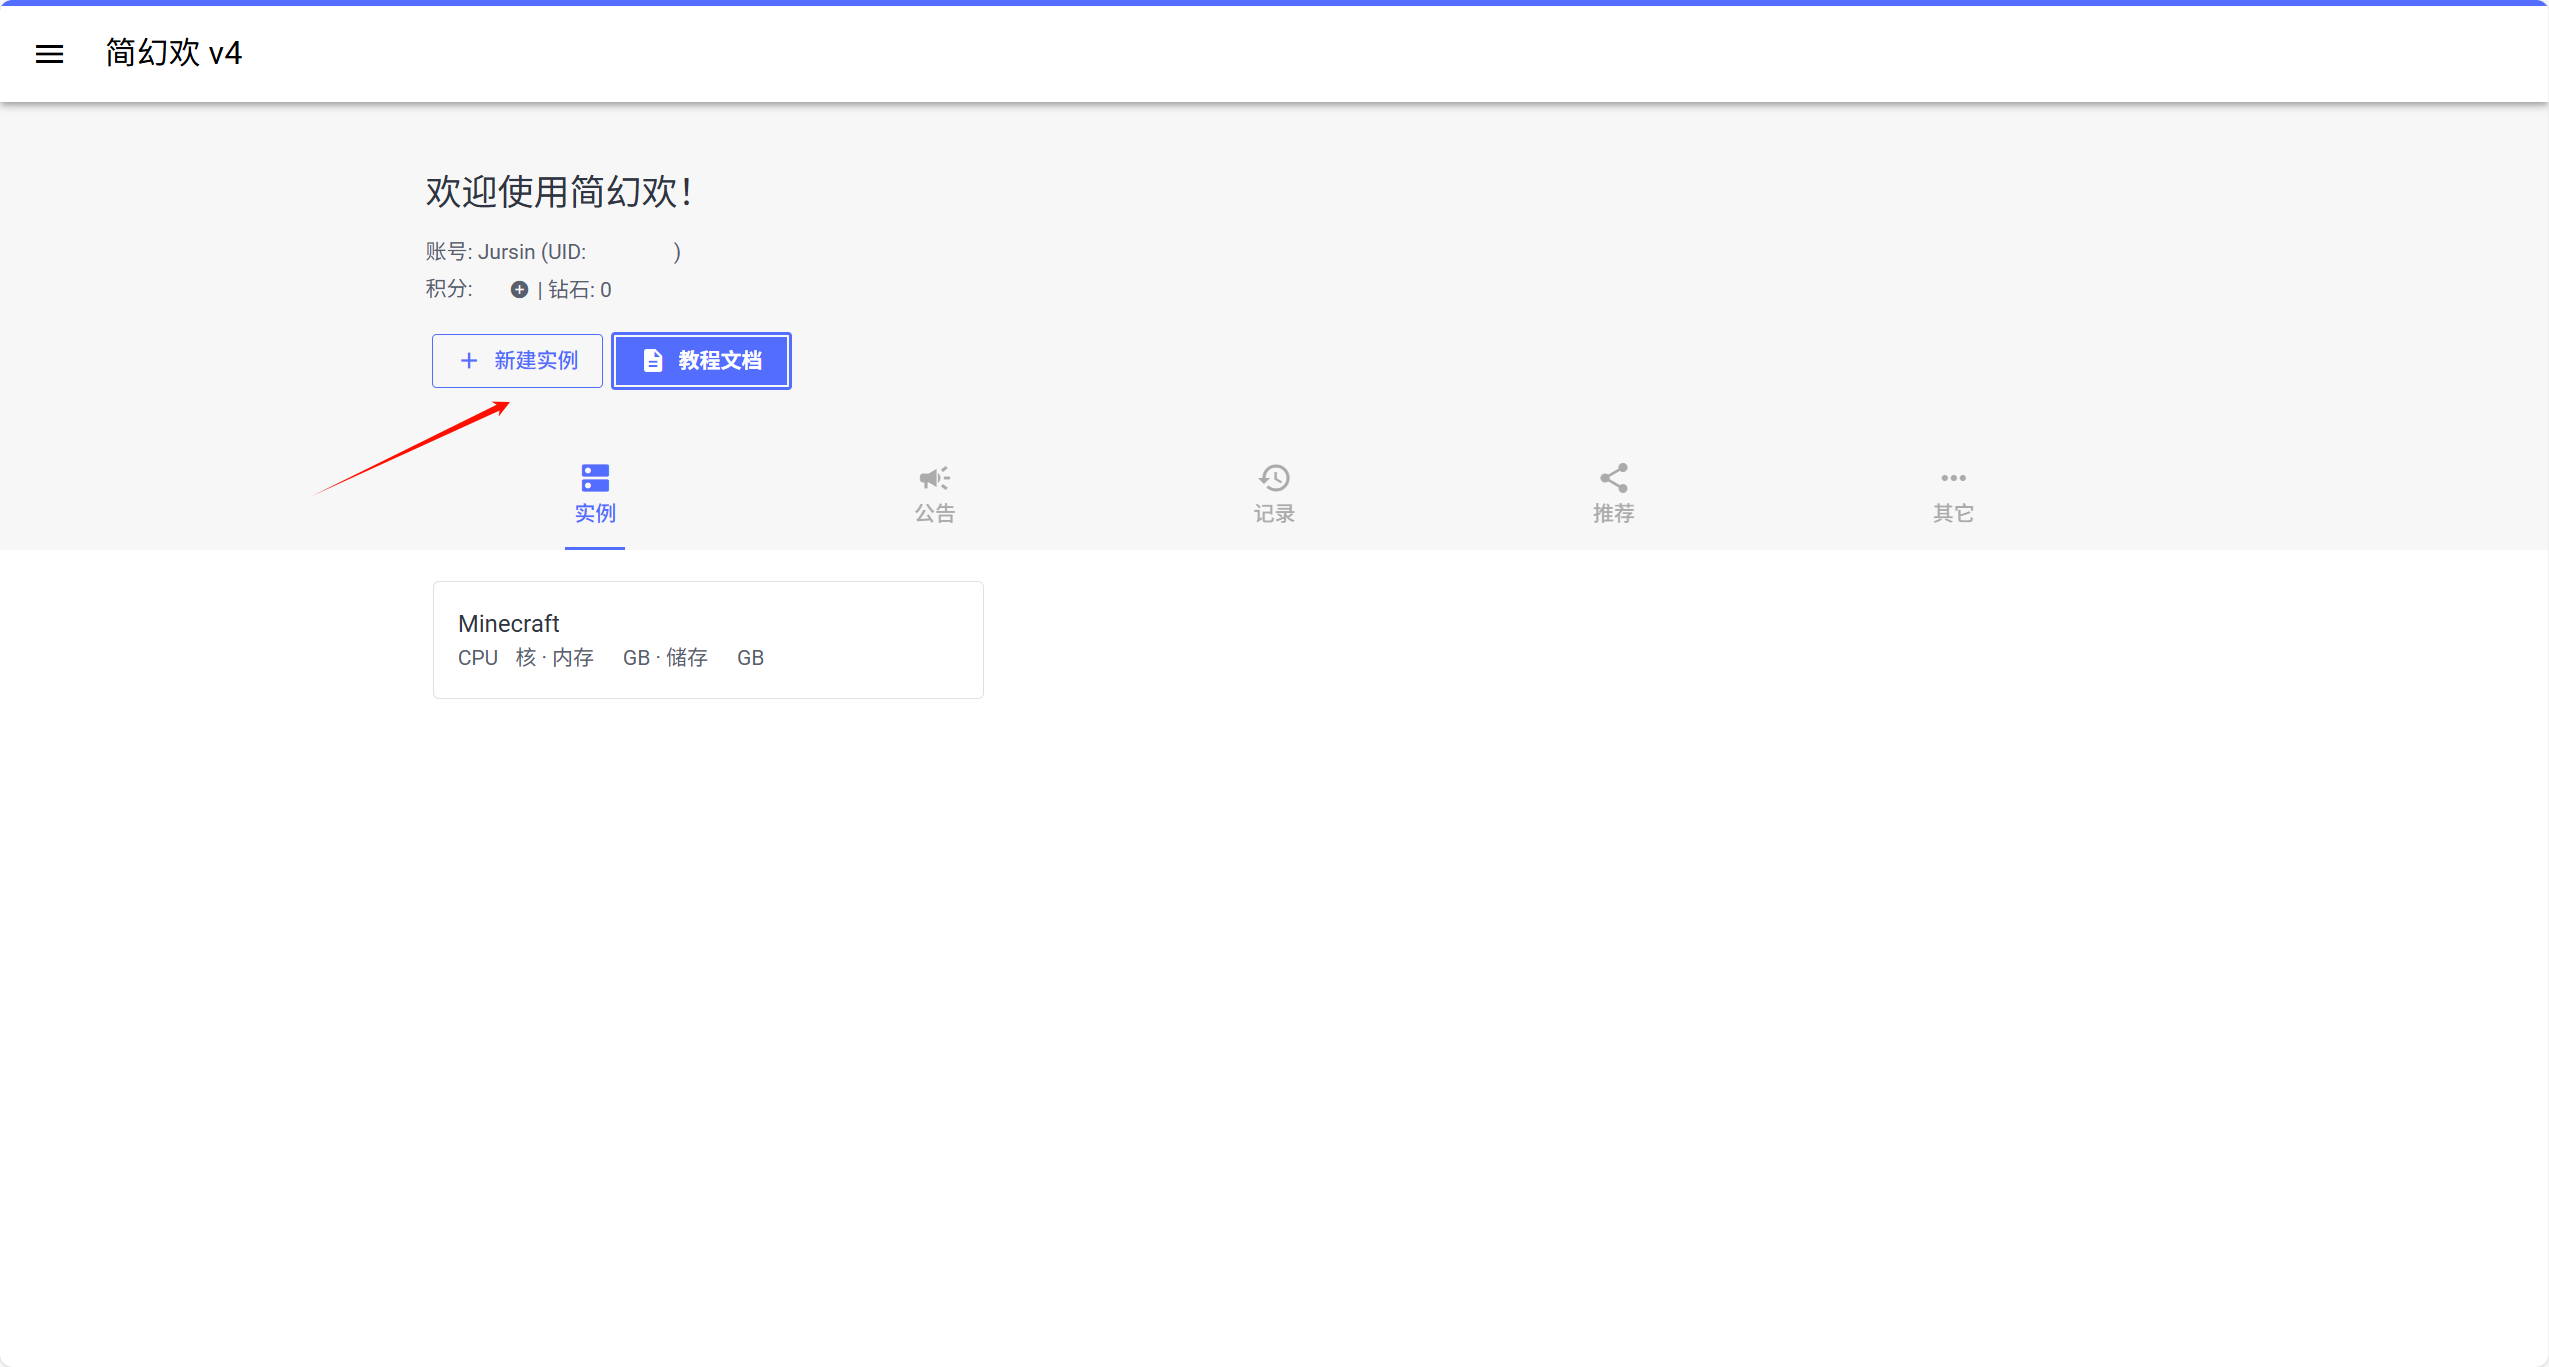 简幻欢 v4
欢迎使用简幻欢！
账号: Jursin (UID: )
积分: | 钻石: 0
新建实例 教程文档
实例 公告 记录 推荐 其它
Minecraft
CPU 核 · 内存 GB · 储存 GB